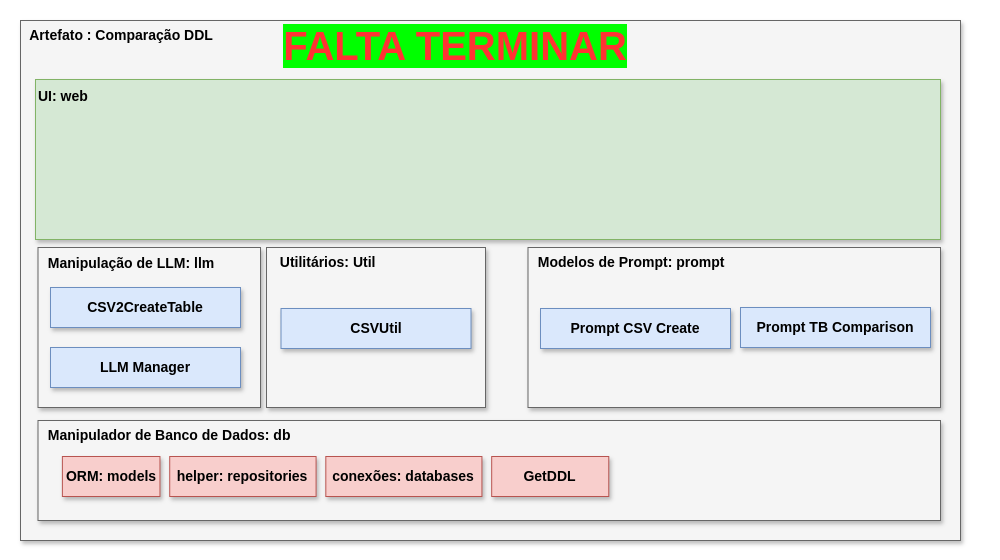 Artefato : Comparação DDL
FALTA TERMINAR
UI: web
Manipulação de LLM: llm
CSV2CreateTable
LLM Manager
Utilitários: Util
CSVUtil
Modelos de Prompt: prompt
Prompt CSV Create
Prompt TB Comparison
Manipulador de Banco de Dados: db
ORM: models
helper: repositories
conexões: databases
GetDDL